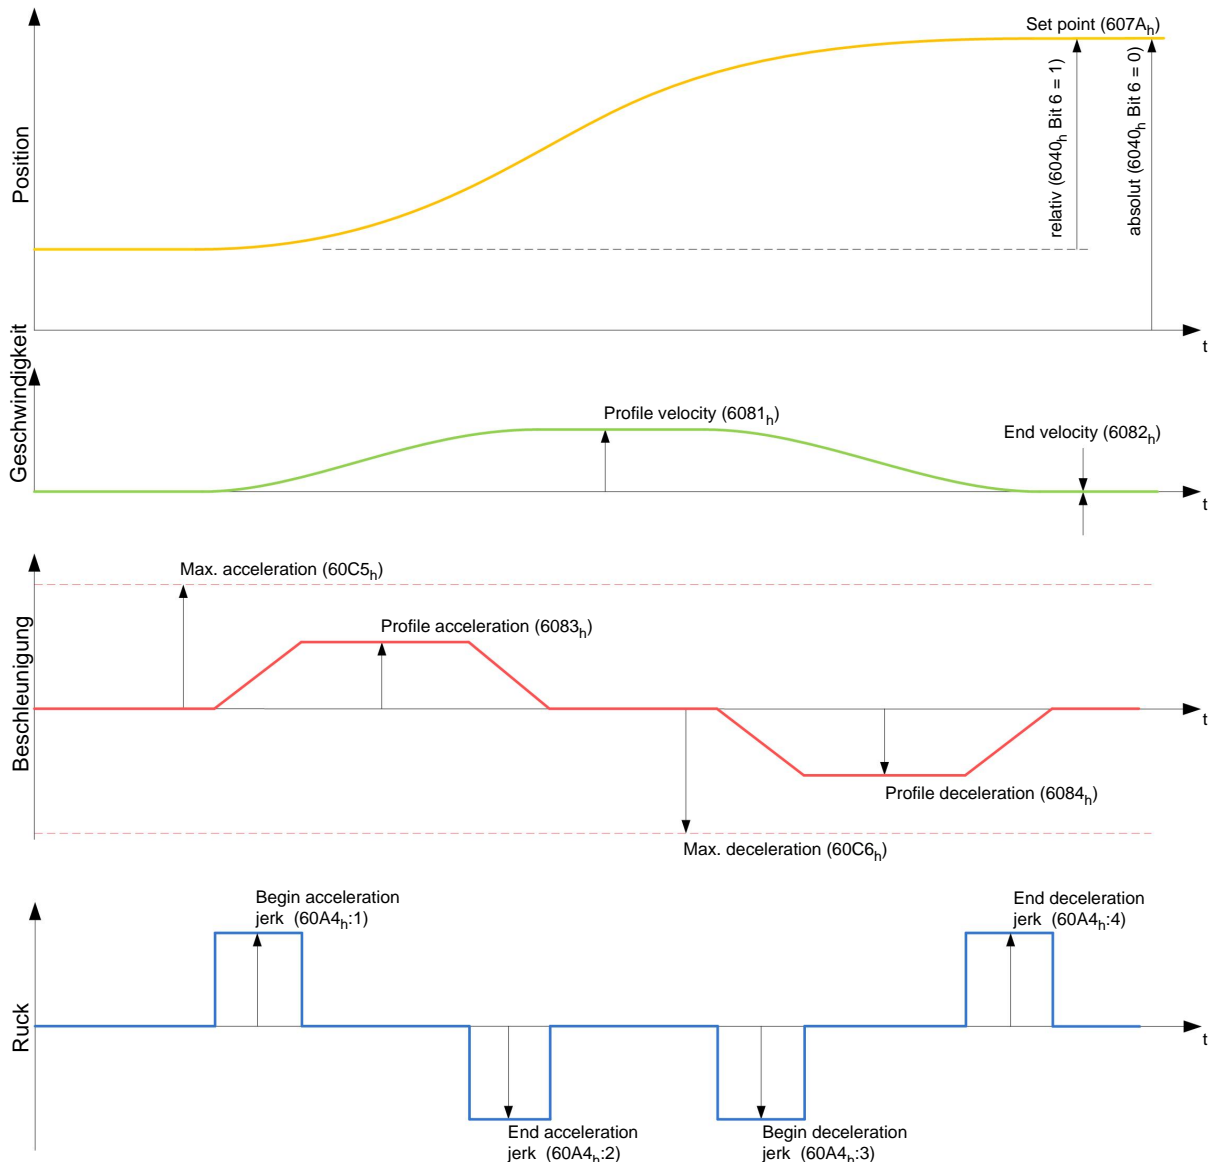 Set point (607Ah)
Position
relativ (6040h Bit 6 = 1)
absolut (6040h Bit 6 = 0)
t
Geschwindigkeit
Profile velocity (6081h)
End velocity (6082h)
t
Beschleunigung
Max. acceleration (60C5h)
Profile acceleration (6083h)
t
Profile deceleration (6084h)
Max. deceleration (60C6h)
Ruck
Begin acceleration
jerk (60A4h:1)
End deceleration
jerk (60A4h:4)
t
End acceleration
jerk (60A4h:2)
Begin deceleration
jerk (60A4h:3)